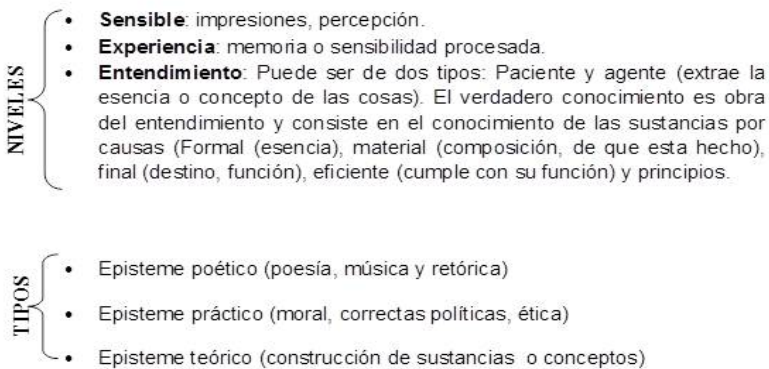 NIVELES
• Sensible: impresiones, percepción.
• Experiencia: memoria o sensibilidad procesada.
• Entendimiento: Puede ser de dos tipos: Paciente y agente (extrae la
esencia o concepto de las cosas). El verdadero conocimiento es obra
del entendimiento y consiste en el conocimiento de las sustancias por
causas (Formal (esencia), material (composición, de que esta hecho),
final (destino, función), eficiente (cumple con su función) y principios.
TIPOS
• Episteme poético (poesía, música y retórica)
• Episteme práctico (moral, correctas políticas, ética)
• Episteme teórico (construcción de sustancias o conceptos)